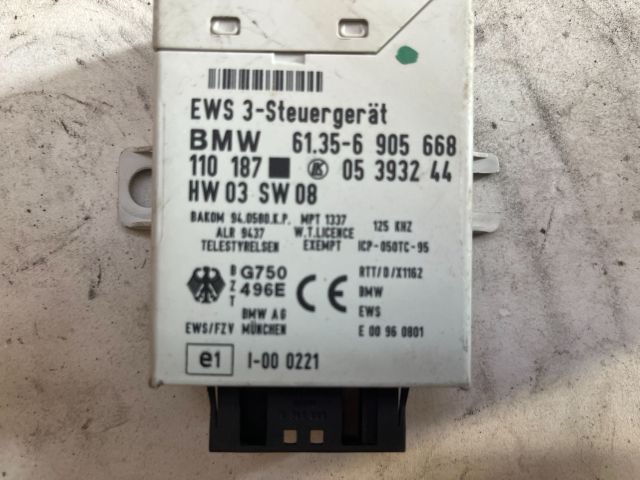 EWS 3-Steuergerät
BMW 61.35-6 905 668
110 187 05 3932 44
HW 03 SW 08
BAKOM 94.0580.K.P. MPT 1337
ALR 9437 W.T.LICENCE 125 KHZ
TELESTYRELSEN EXEMPT ICP-050TC-95
BZT G750 496E CE
RTT/D/X1162
BMW
EWS
E 00 96 0801
BMW AG
EWS/FZV MÜNCHEN
e1 I-00 0221